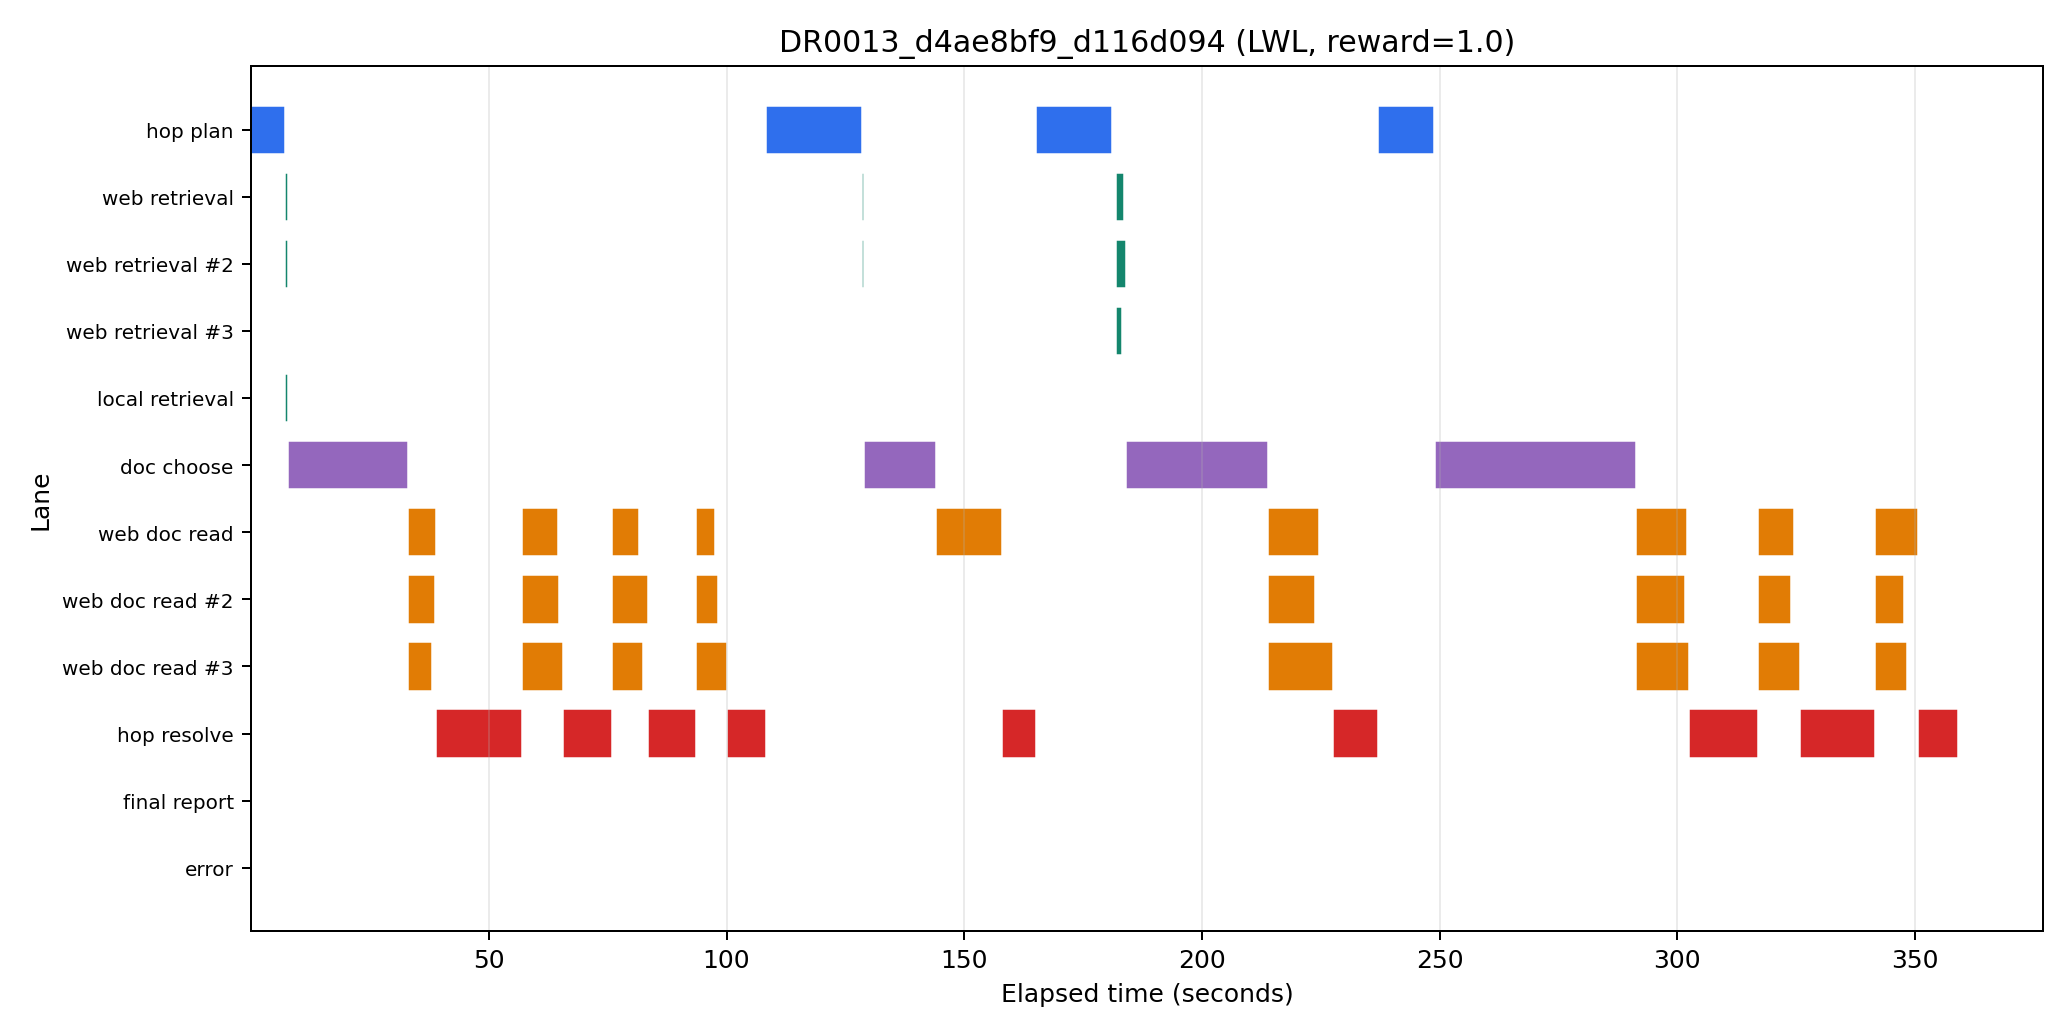 DR0013_d4ae8bf9_d116d094 (LWL, reward=1.0)
Lane
hop plan
web retrieval
web retrieval #2
web retrieval #3
local retrieval
doc choose
web doc read
web doc read #2
web doc read #3
hop resolve
final report
error
50 100 150 200 250 300 350
Elapsed time (seconds)